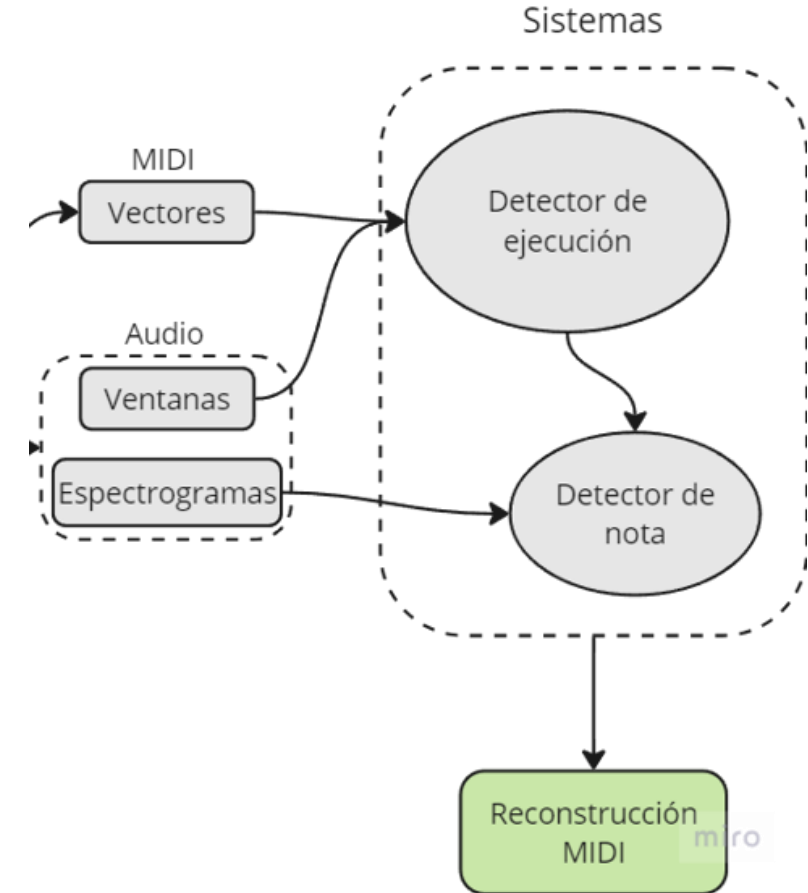 Sistemas
MIDI
Vectores
Detector de
ejecución
Audio
Ventanas
Espectrogramas
Detector de
nota
Reconstrucción
MIDI
miro